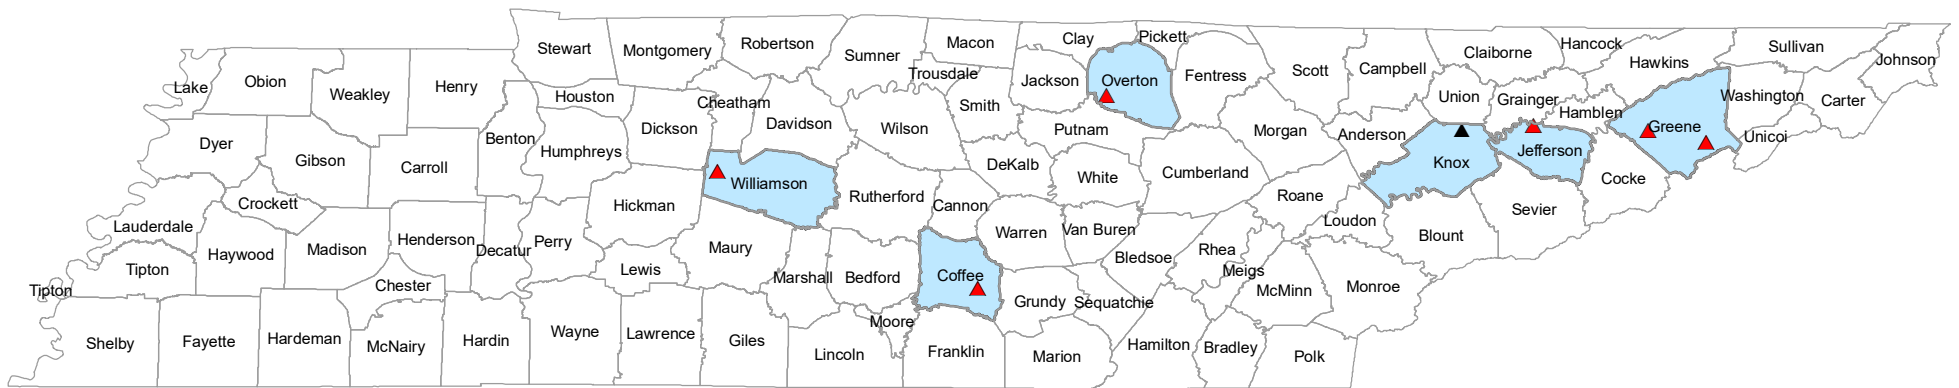 Stewart
Montgomery
Robertson
Sumner
Macon
Clay
Pickett
Trousdale
Jackson
Overton
Fentress
Scott
Campbell
Claiborne
Hancock
Hawkins
Sullivan
Johnson
Lake
Obion
Weakley
Henry
Houston
Cheatham
Smith
Union
Grainger
Hamblen
Greene
Washington
Carter
Unicoi
Dyer
Gibson
Carroll
Benton
Humphreys
Dickson
Davidson
Wilson
Putnam
Morgan
Anderson
Knox
Jefferson
Cocke
DeKalb
White
Cumberland
Roane
Loudon
Sevier
Blount
Crockett
Lauderdale
Haywood
Madison
Henderson
Decatur
Perry
Hickman
Williamson
Rutherford
Cannon
Warren
Van Buren
Bledsoe
Rhea
Meigs
McMinn
Monroe
Tipton
Tipton
Chester
Lewis
Maury
Marshall
Bedford
Coffee
Grundy
Sequatchie
Shelby
Fayette
Hardeman
McNairy
Hardin
Wayne
Lawrence
Giles
Lincoln
Moore
Franklin
Marion
Hamilton
Bradley
Polk